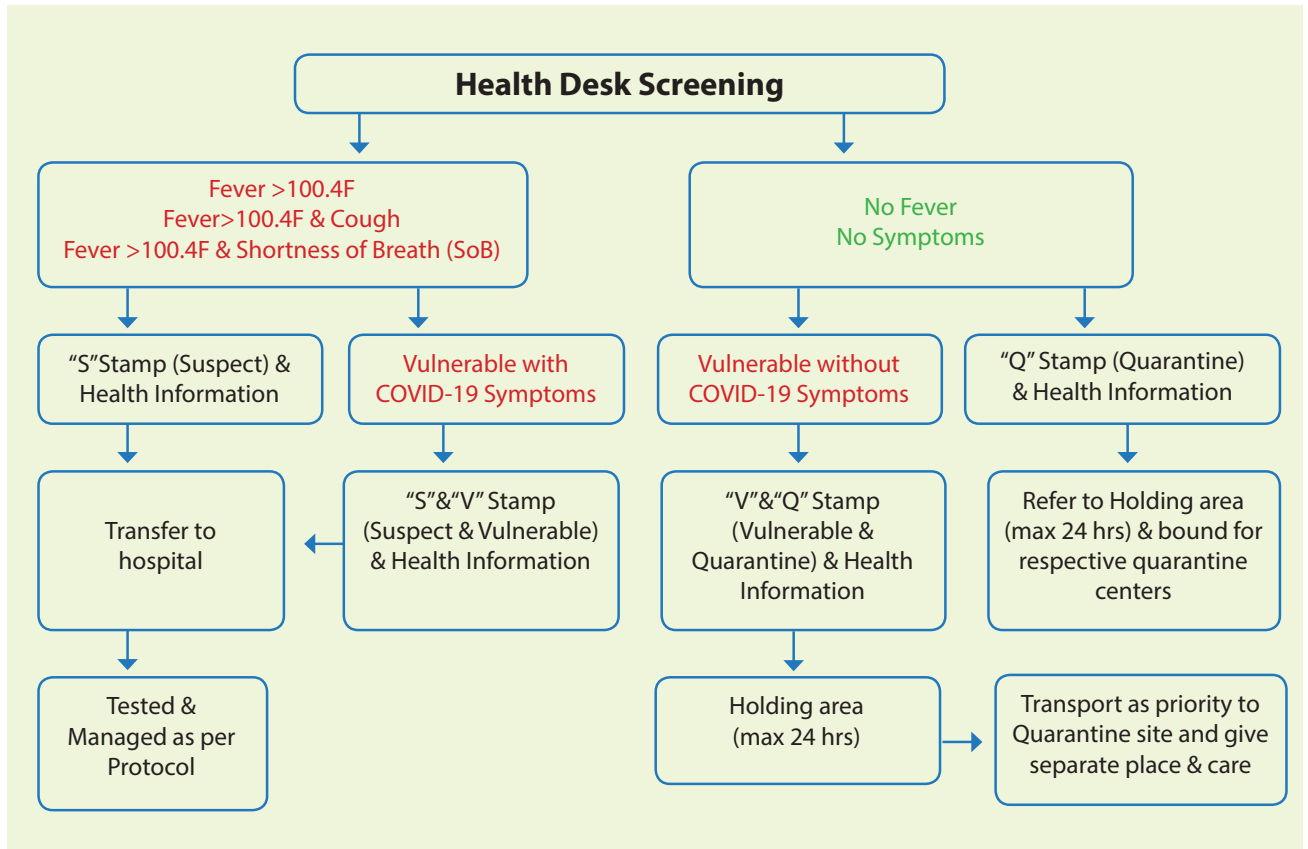 Health Desk Screening
Fever >100.4F
Fever>100.4F & Cough
Fever >100.4F & Shortness of Breath (SoB)
No Fever
No Symptoms
“S”Stamp (Suspect) &
Health Information
Vulnerable with
COVID-19 Symptoms
Vulnerable without
COVID-19 Symptoms
“Q” Stamp (Quarantine)
& Health Information
Transfer to
hospital
“S”&“V” Stamp
(Suspect & Vulnerable)
& Health Information
“V”&“Q” Stamp
(Vulnerable &
Quarantine) & Health
Information
Refer to Holding area
(max 24 hrs) & bound for
respective quarantine
centers
Tested &
Managed as per
Protocol
Holding area
(max 24 hrs)
Transport as priority to
Quarantine site and give
separate place & care